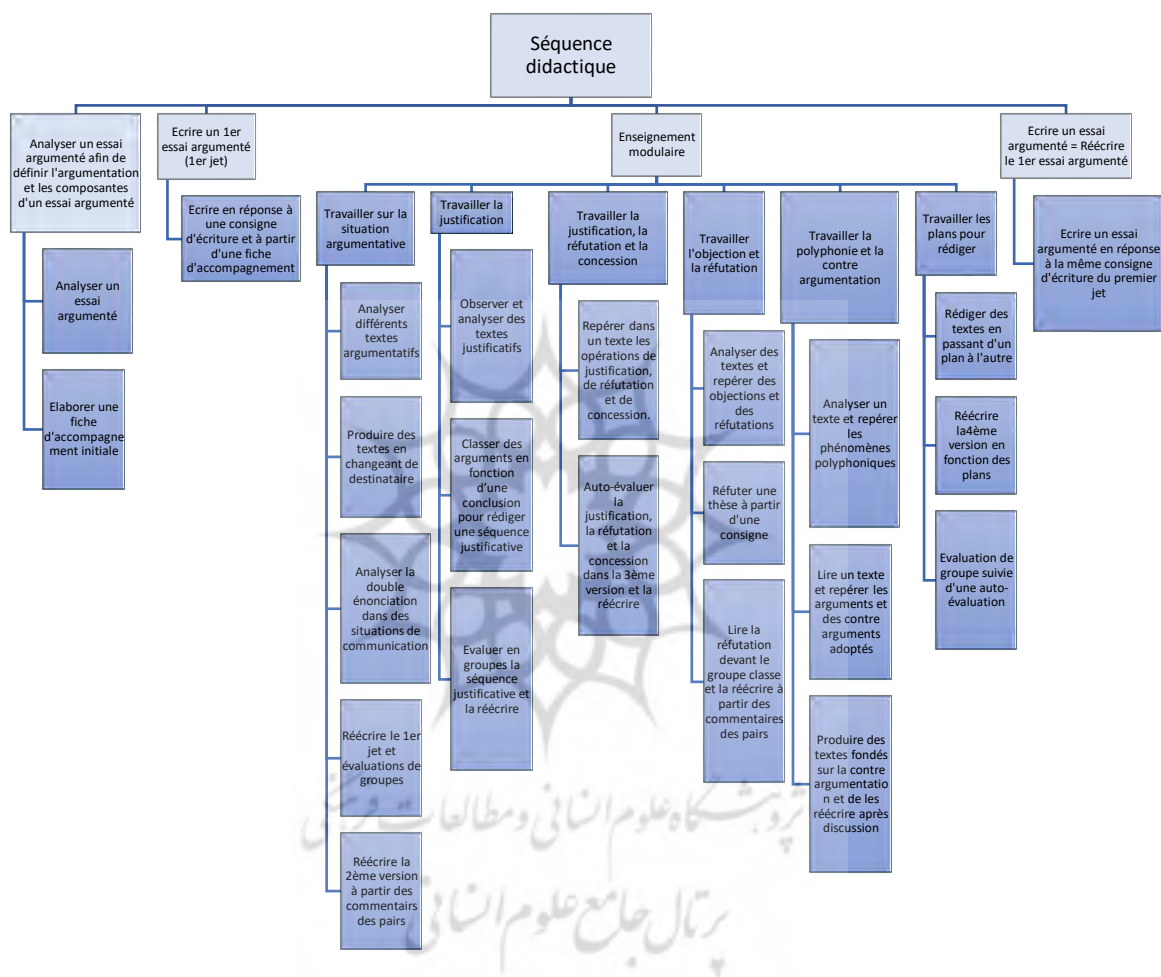 Séquence
didactique
Analyser un essai
argumenté afin de
définir l'argumentation
et les composantes
d'un essai argumenté
Analyser un
essai
argumenté
Elaborer une
fiche
d'accompagne
ment initiale
Ecrire un 1er
essai argumenté
(1er jet)
Ecrire en réponse à
une consigne
d'écriture et à partir
d'une fiche
d'accompagnement
Enseignement
modulaire
Travailler sur la
situation
argumentative
Analyser
différents
textes
argumentatifs
Produire des
textes en
changeant de
destinataire
Analyser la
double
énonciation
dans des
situations de
communication
Réécrire le 1er
jet et
évaluations de
groupes
Réécrire la
2ème version
à partir des
commentairs
des pairs
Travailler la
justification
Observer et
analyser des
textes
justificatifs
Classer des
arguments en
fonction
d'une
conclusion
pour rédiger
une séquence
justificative
Evaluer en
groupes la
séquence
justificative et
la réécrire
Travailler la
justification, la
réfutation et la
concession
Repérer dans
un texte les
opérations de
justification,
de réfutation
et de
concession.
Auto-évaluer
la
justification,
la réfutation
et la
concession
dans la 3ème
version et la
réécrire
Travailler
l'objection et
la réfutation
Analyser des
textes et
repérer des
objections et
des
réfutations
Réfuter une
thèse à partir
d'une
consigne
Lire la
réfutation
devant le
groupe classe
et la réécrire à
partir des
commentaires
des pairs
Travailler la
polyphonie et la
contre
argumentation
Analyser un
texte et repérer
les
phénomènes
polyphoniques
Lire un texte
et repérer les
arguments et
des contre
arguments
adoptés
Produire des
textes fondés
sur la contre
argumentatio
n et de les
réécrire après
discussion
Travailler les
plans pour
rédiger
Rédiger des
textes en
passant d'un
plan à l'autre
Réécrire
la4ème
version en
fonction des
plans
Evaluation de
groupe suivie
d'une auto-
évaluation
Ecrire un essai
argumenté = Réécrire
le 1er essai argumenté
Ecrire un essai
argumenté en réponse
à la même consigne
d'écriture du premier
jet
پژوهشگاه علوم انسانی و مطالعات فرهنگی
پرتال جامع علوم انسانی